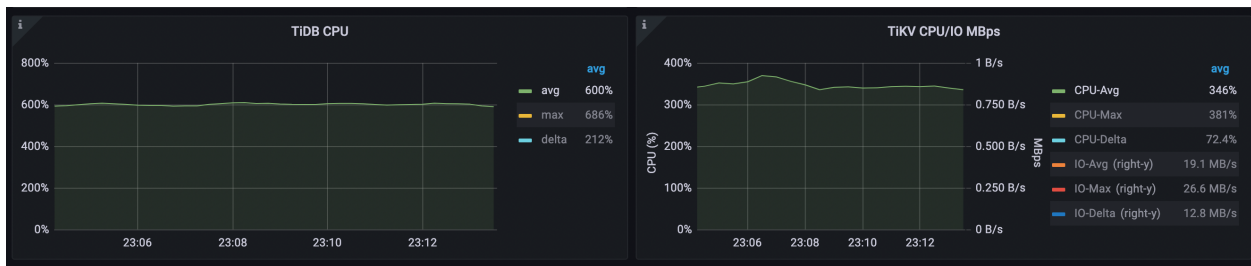 i
TiDB CPU
800%
600%
400%
200%
0%
23:06 23:08 23:10 23:12
avg
avg 600%
max 686%
delta 212%
i
TiKV CPU/IO MBps
CPU (%)
400%
300%
200%
100%
0%
23:06 23:08 23:10 23:12
1 B/s
0.750 B/s
0.500 B/s
0.250 B/s
0 B/s
MBps
avg
CPU-Avg 346%
CPU-Max 381%
CPU-Delta 72.4%
IO-Avg (right-y) 19.1 MB/s
IO-Max (right-y) 26.6 MB/s
IO-Delta (right-y) 12.8 MB/s